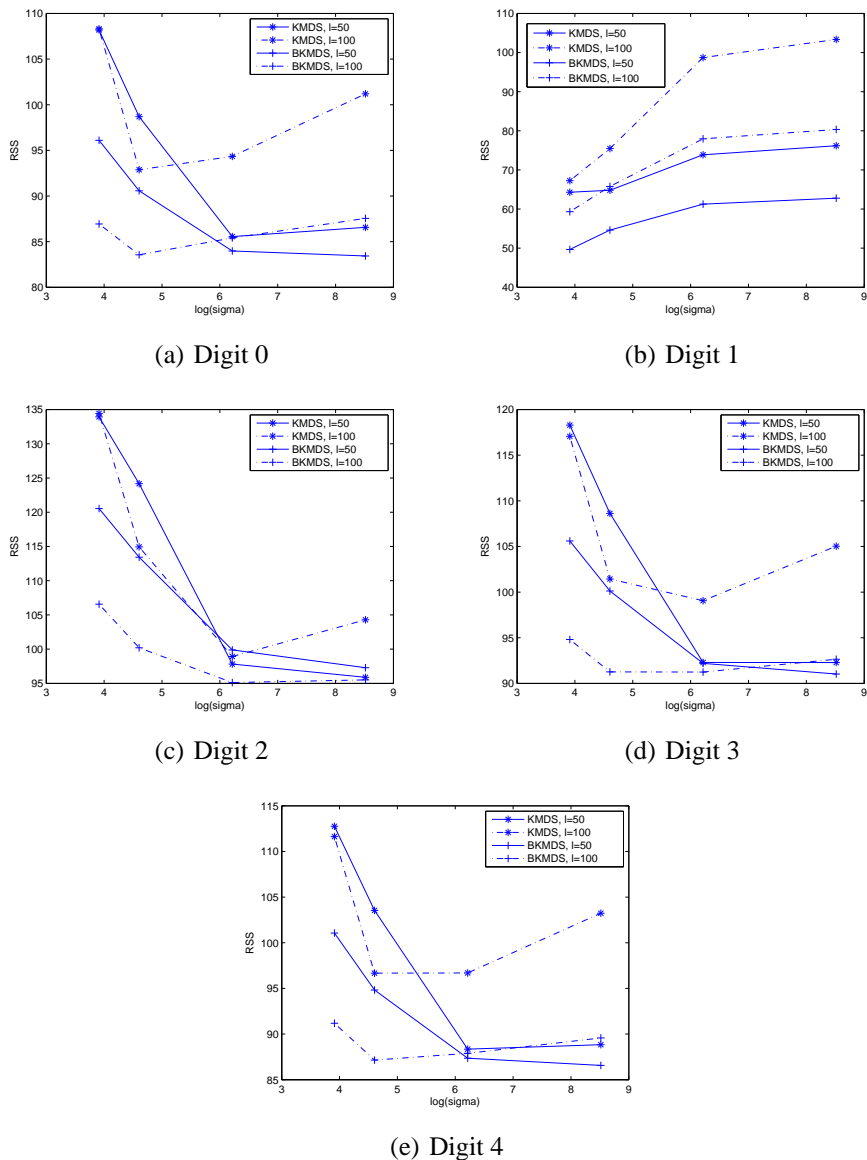 110
105
100
95
90
85
80
3 4 5 6 7 8 9
RSS
log(sigma)
KMDS, l=50
KMDS, l=100
BKMDS, l=50
BKMDS, l=100
(a) Digit 0
110
100
90
80
70
60
50
40
3 4 5 6 7 8 9
RSS
log(sigma)
KMDS, l=50
KMDS, l=100
BKMDS, l=50
BKMDS, l=100
(b) Digit 1
135
130
125
120
115
110
105
100
95
3 4 5 6 7 8 9
RSS
log(sigma)
KMDS, l=50
KMDS, l=100
BKMDS, l=50
BKMDS, l=100
(c) Digit 2
120
115
110
105
100
95
90
3 4 5 6 7 8 9
RSS
log(sigma)
KMDS, l=50
KMDS, l=100
BKMDS, l=50
BKMDS, l=100
(d) Digit 3
115
110
105
100
95
90
85
3 4 5 6 7 8 9
RSS
log(sigma)
KMDS, l=50
KMDS, l=100
BKMDS, l=50
BKMDS, l=100
(e) Digit 4